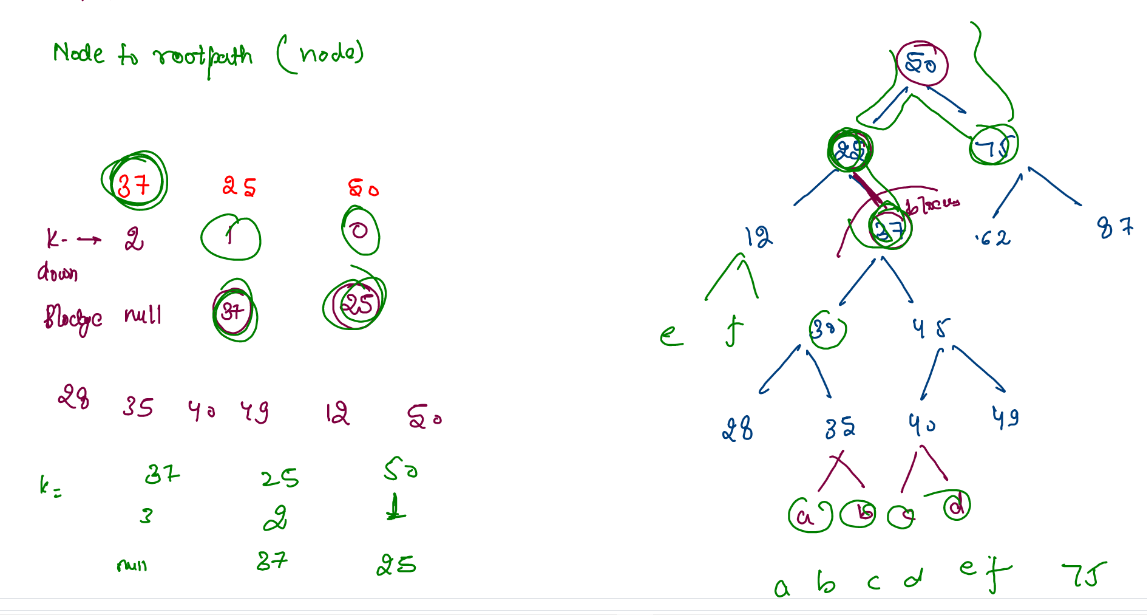 Node to rootpath (node)
37 25 50
K- → 2 1 0
down
null 37 25
28 35 40 49 12 50
k= 37 25 50
3 2 1
null 37 25
50
25 75
12 37 62 87
e f 30 45
28 35 40 49
a b c d
a b c d e f 75